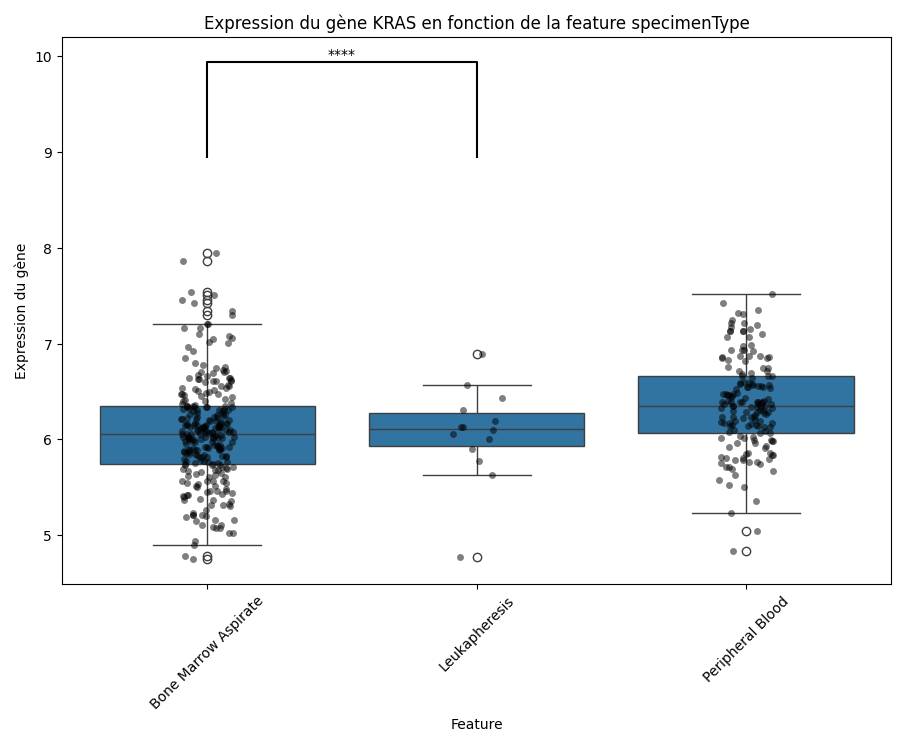 Expression du gène KRAS en fonction de la feature specimenType
****
10
9
8
7
6
5
Expression du gène
Bone Marrow Aspirate
Leukapheresis
Peripheral Blood
Feature